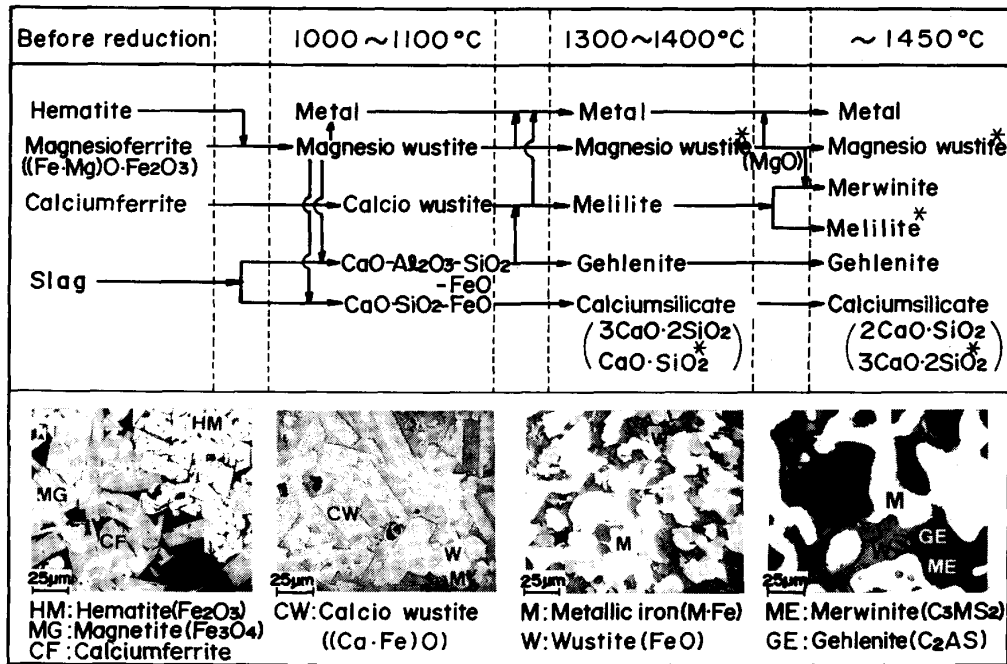 Before reduction 1000~1100°C 1300~1400°C ~1450°C
Hematite Metal Metal Metal
Magnesioferrite Magnesio wustite Magnesio wustite* Magnesio wustite*
((Fe·Mg)O·Fe2O3) (MgO)
Merwinite
Calciumferrite Calcio wustite Melilite
Melilite*
Slag CaO-Al2O3-SiO2 Gehlenite Gehlenite
-FeO
CaO·SiO2-FeO Calciumsilicate Calciumsilicate
(3CaO·2SiO2) (2CaO·SiO2)
(CaO·SiO2*) (3CaO·2SiO2*)
HM W M
MG CW M GE
CF W ME
M
25μm 25μm 25μm 25μm
HM: Hematite(Fe2O3) CW: Calcio wustite M: Metallic iron(M·Fe) ME: Merwinite(C3MS2)
MG: Magnetite(Fe3O4) ((Ca·Fe)O) W: Wustite(FeO) GE: Gehlenite(C2AS)
CF: Calciumferrite